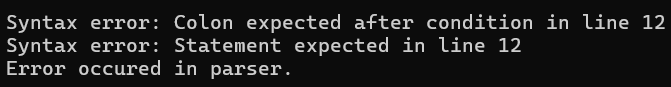 Syntax error: Colon expected after condition in line 12
Syntax error: Statement expected in line 12
Error occured in parser.